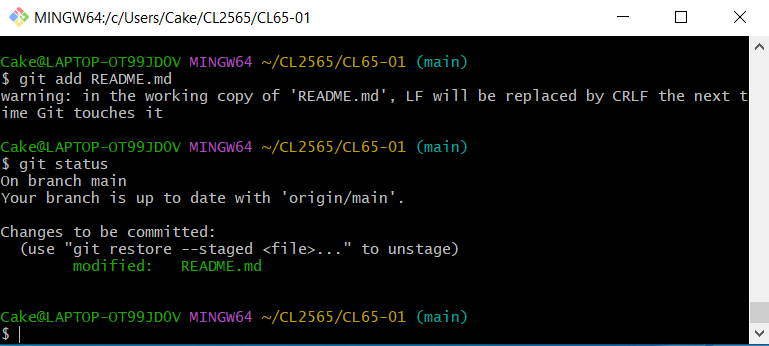 MINGW64:/c/Users/Cake/CL2565/CL65-01
Cake@LAPTOP-OT99JDOV MINGW64 ~/CL2565/CL65-01 (main)
$ git add README.md
warning: in the working copy of 'README.md', LF will be replaced by CRLF the next t
ime Git touches it
Cake@LAPTOP-OT99JDOV MINGW64 ~/CL2565/CL65-01 (main)
$ git status
On branch main
Your branch is up to date with 'origin/main'.
Changes to be committed:
  (use "git restore --staged <file>..." to unstage)
        modified:   README.md
Cake@LAPTOP-OT99JDOV MINGW64 ~/CL2565/CL65-01 (main)
$